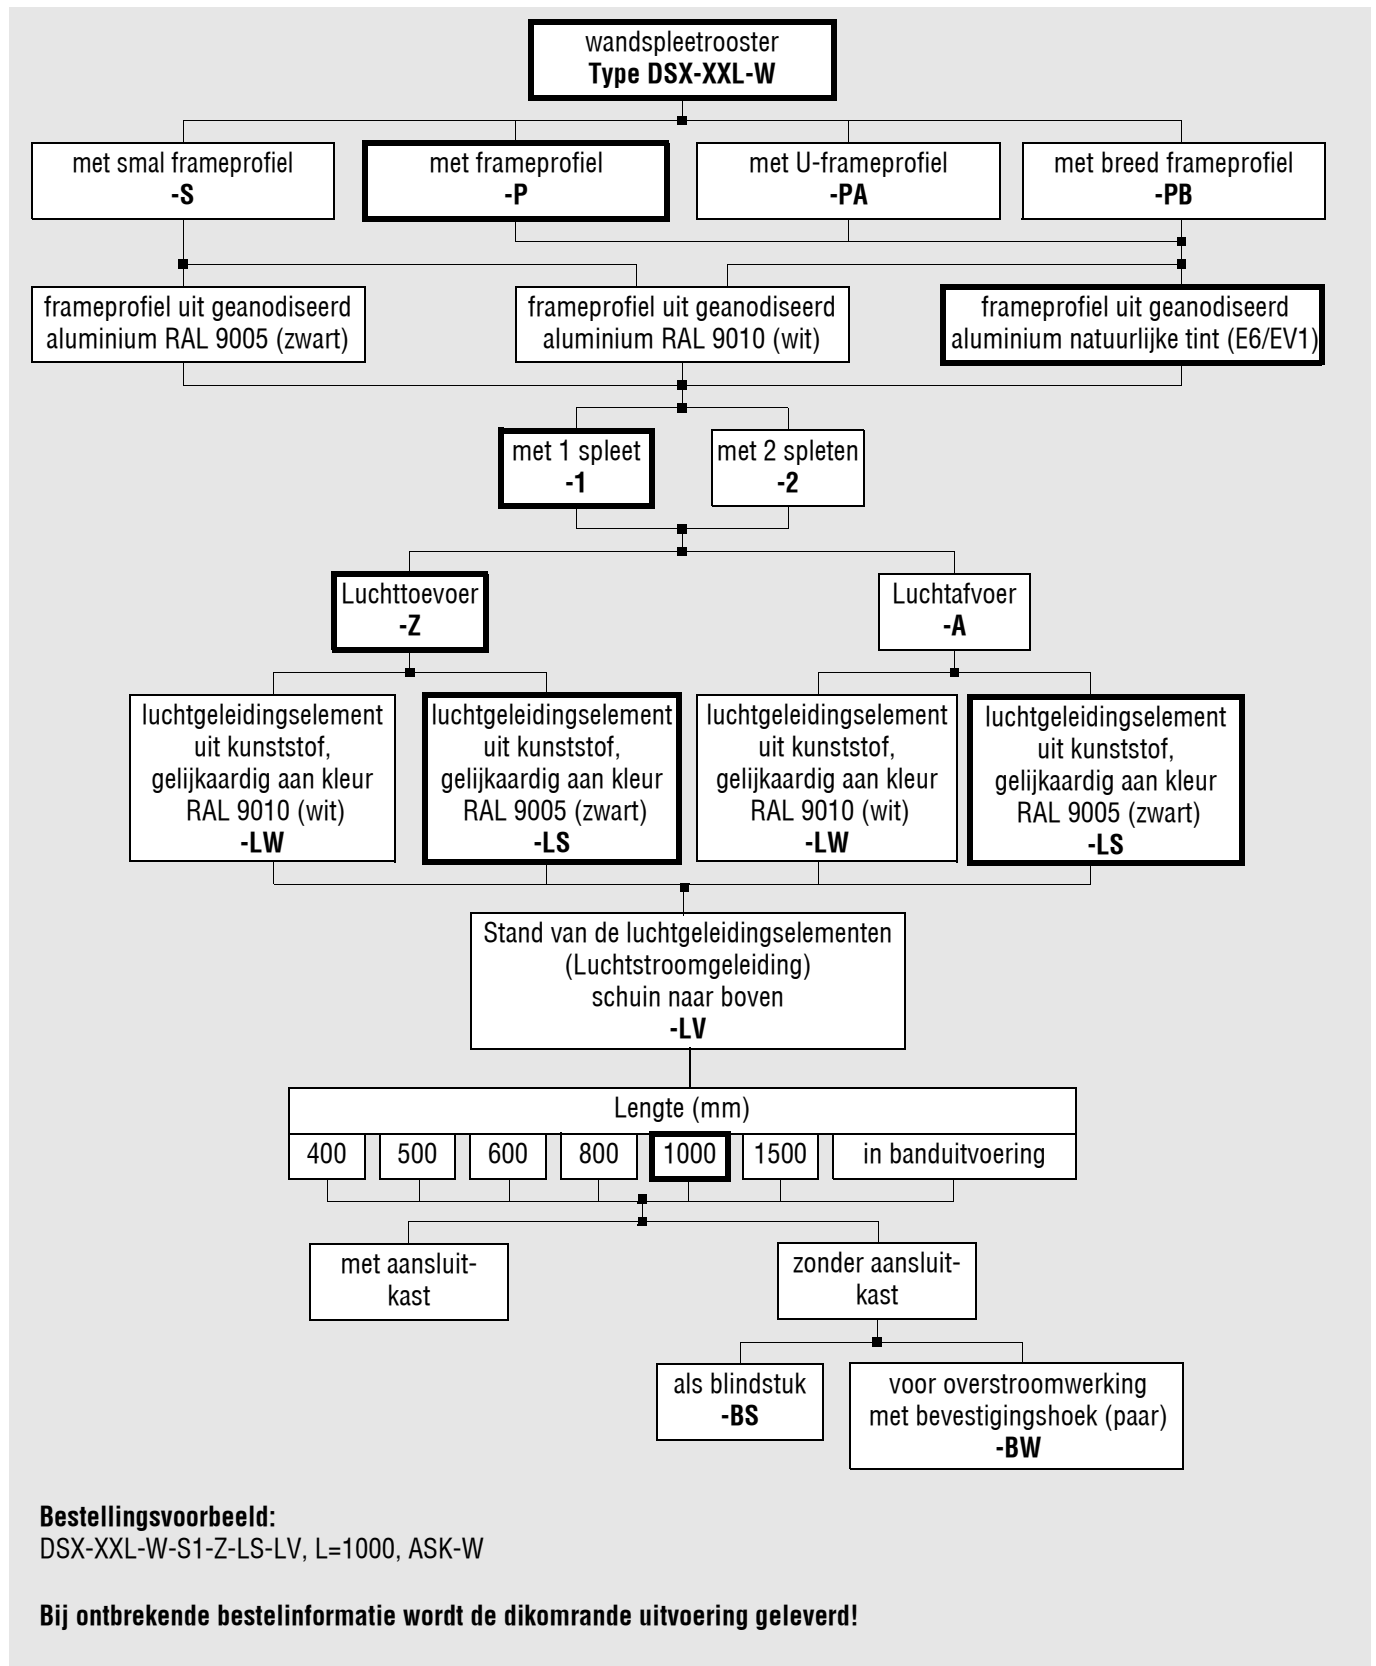 wandspleetrooster
Type DSX-XXL-W
met smal frameprofiel
-S
met frameprofiel
-P
met U-frameprofiel
-PA
met breed frameprofiel
-PB
frameprofiel uit geanodiseerd
aluminium RAL 9005 (zwart)
frameprofiel uit geanodiseerd
aluminium RAL 9010 (wit)
frameprofiel uit geanodiseerd
aluminium natuurlijke tint (E6/EV1)
met 1 spleet
-1
met 2 spleten
-2
Luchttoevoer
-Z
Luchtafvoer
-A
luchtgeleidingselement
uit kunststof,
gelijkaardig aan kleur
RAL 9010 (wit)
-LW
luchtgeleidingselement
uit kunststof,
gelijkaardig aan kleur
RAL 9005 (zwart)
-LS
luchtgeleidingselement
uit kunststof,
gelijkaardig aan kleur
RAL 9010 (wit)
-LW
luchtgeleidingselement
uit kunststof,
gelijkaardig aan kleur
RAL 9005 (zwart)
-LS
Stand van de luchtgeleidingselementen
(Luchtstroomgeleiding)
schuin naar boven
-LV
Lengte (mm)
400
500
600
800
1000
1500
in banduitvoering
met aansluit-
kast
zonder aansluit-
kast
als blindstuk
-BS
voor overstroomwerking
met bevestigingshoek (paar)
-BW
Bestellingsvoorbeeld:
DSX-XXL-W-S1-Z-LS-LV, L=1000, ASK-W
Bij ontbrekende bestelinformatie wordt de dikomrande uitvoering geleverd!